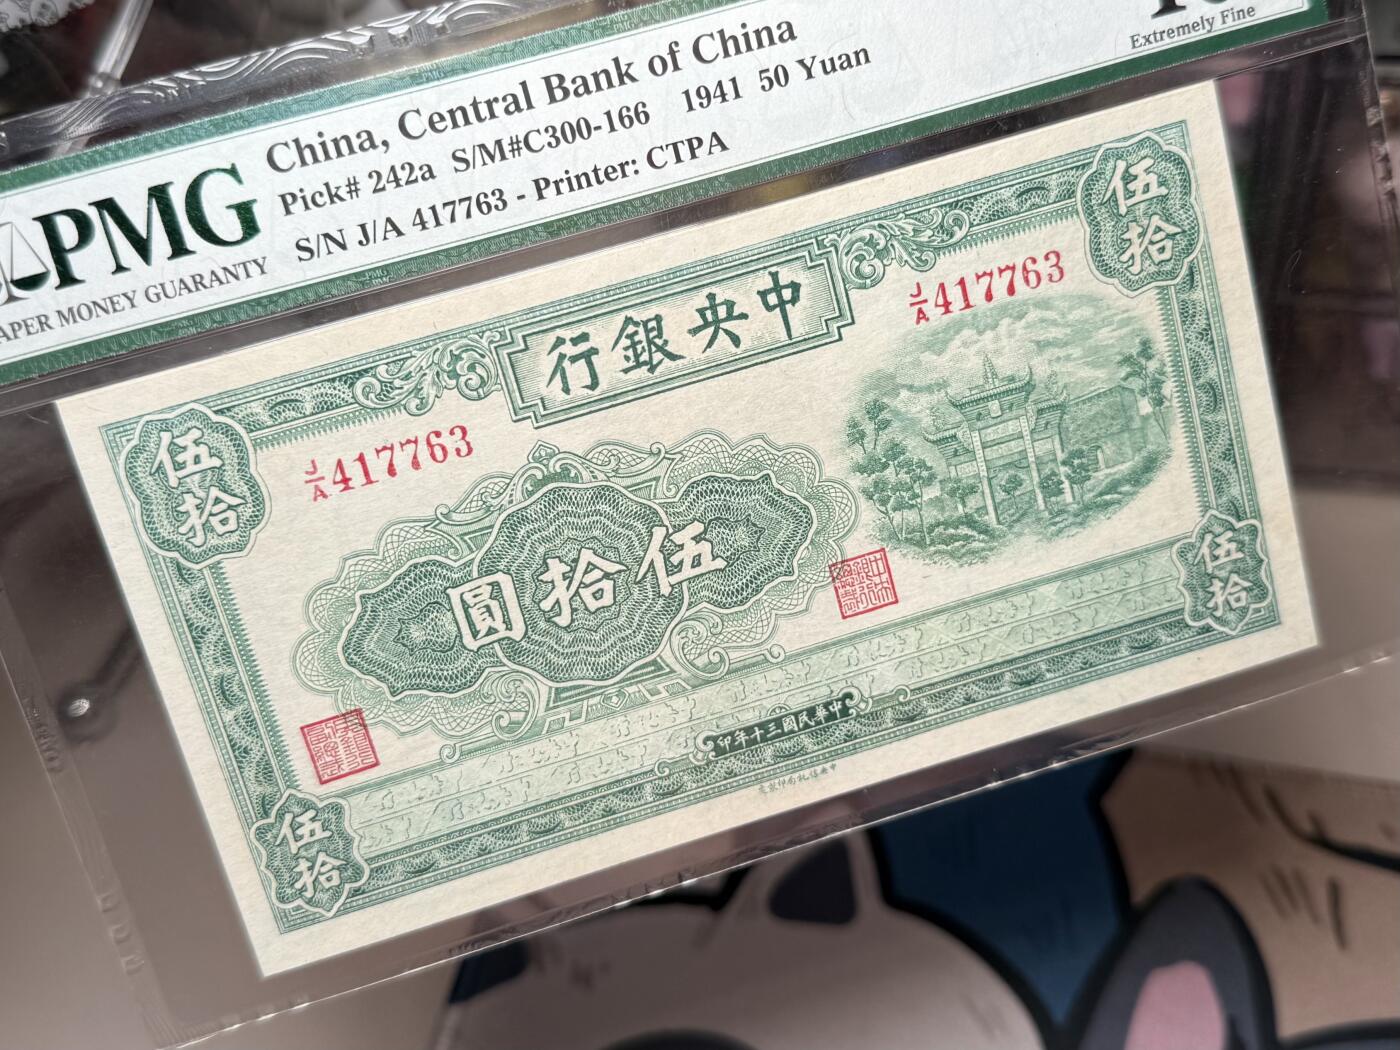 China, Central Bank of China
Pick# 242a S/M#C300-166 1941 50 Yuan
S/N J/A 417763 - Printer: CTPA
PMG
PAPER MONEY GUARANTY
Extremely Fine
伍拾
伍拾
行銀央中
J/A 417763
J/A 417763
圓拾伍
印年十三國民華中
伍拾
伍拾